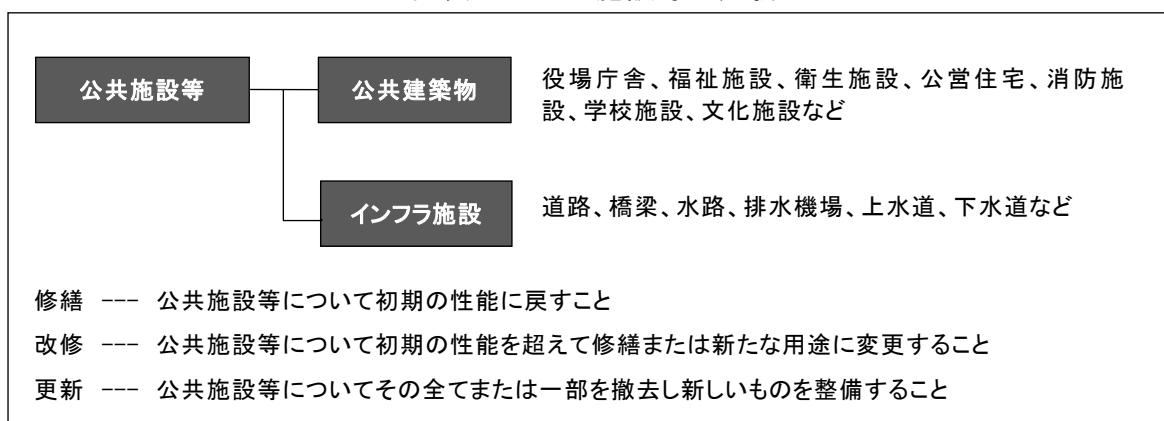 公共施設等
公共建築物
役場庁舎、福祉施設、衛生施設、公営住宅、消防施
設、学校施設、文化施設など
インフラ施設
道路、橋梁、水路、排水機場、上水道、下水道など
修繕 --- 公共施設等について初期の性能に戻すこと
改修 --- 公共施設等について初期の性能を超えて修繕または新たな用途に変更すること
更新 --- 公共施設等についてその全てまたは一部を撤去し新しいものを整備すること